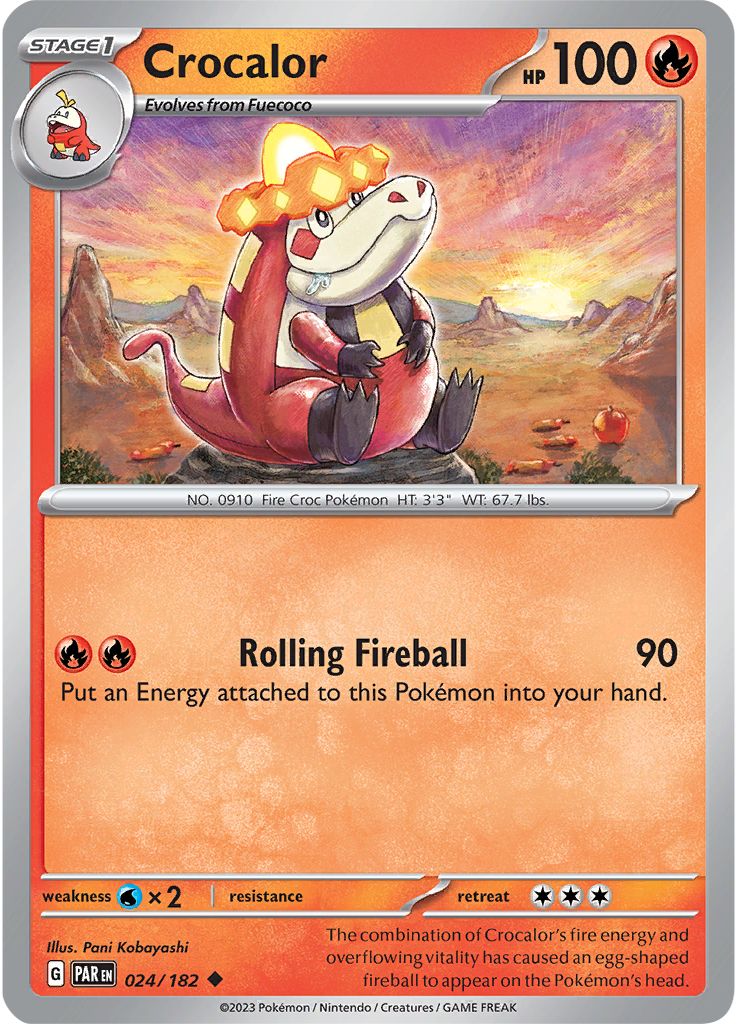 STAGE1
Crocalor
HP 100
Evolves from Fuecoco
NO. 0910 Fire Croc Pokémon HT: 3'3" WT: 67.7 lbs.
Rolling Fireball 90
Put an Energy attached to this Pokémon into your hand.
weakness ×2 resistance retreat
Illus. Pani Kobayashi
G PAR EN 024/182
The combination of Crocalor's fire energy and
overflowing vitality has caused an egg-shaped
fireball to appear on the Pokémon's head.
©2023 Pokémon / Nintendo / Creatures / GAME FREAK